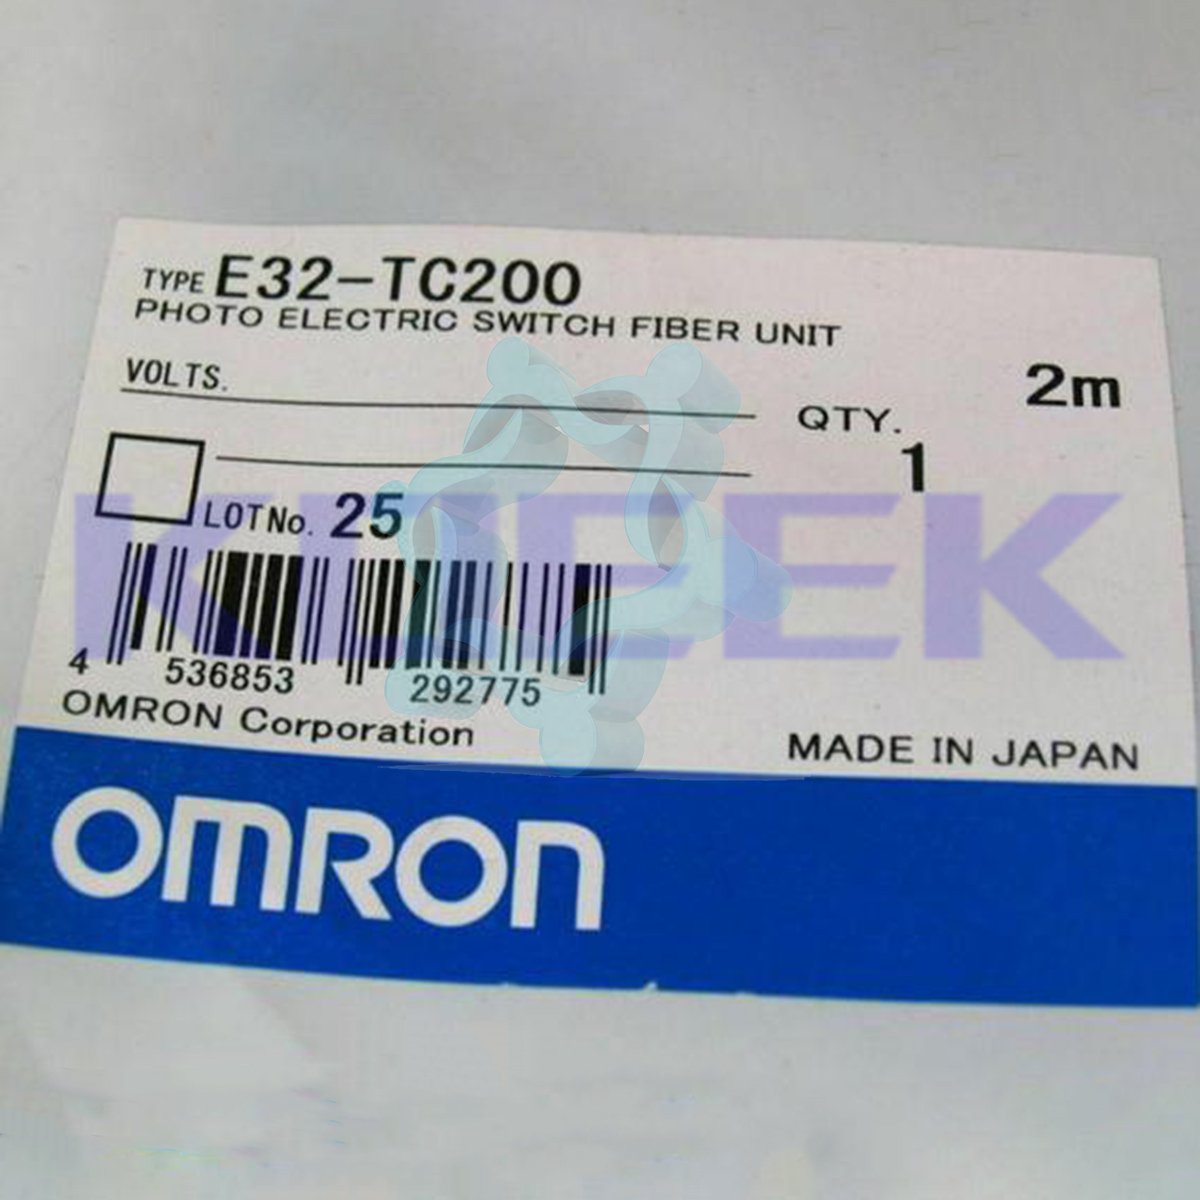 TYPE E32-TC200
PHOTO ELECTRIC SWITCH FIBER UNIT
2m
VOLTS.
QTY.
1
LOT No. 25
4 536853 292775
OMRON Corporation
MADE IN JAPAN
OMRON